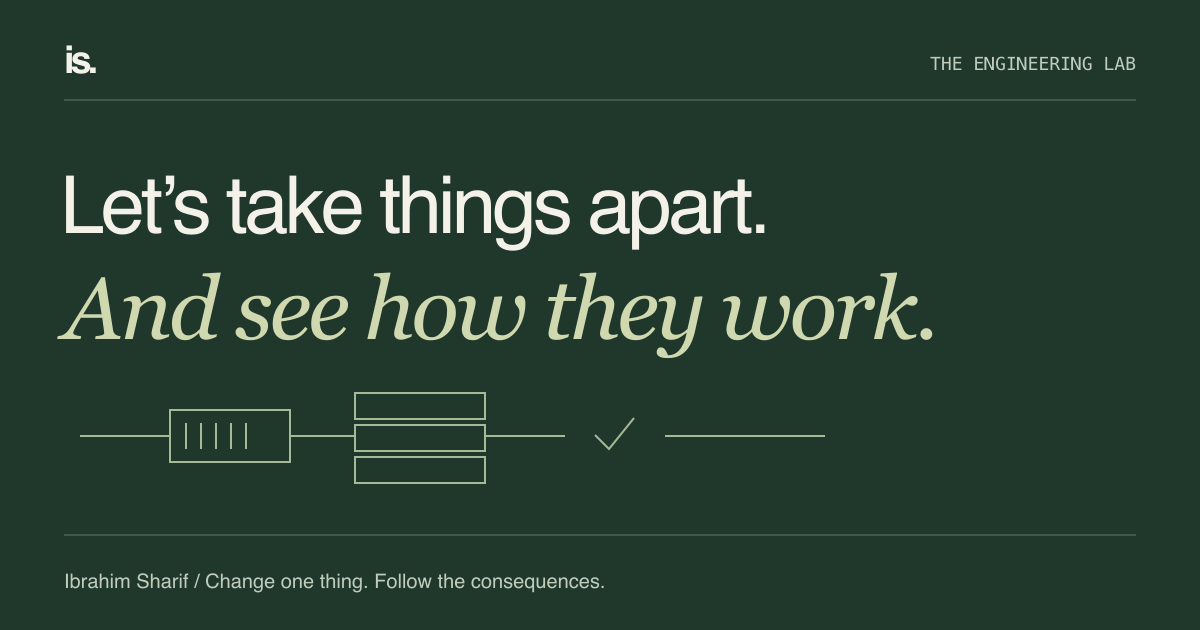 is.
THE ENGINEERING LAB
Let’s take things apart.
And see how they work.
Ibrahim Sharif / Change one thing. Follow the consequences.